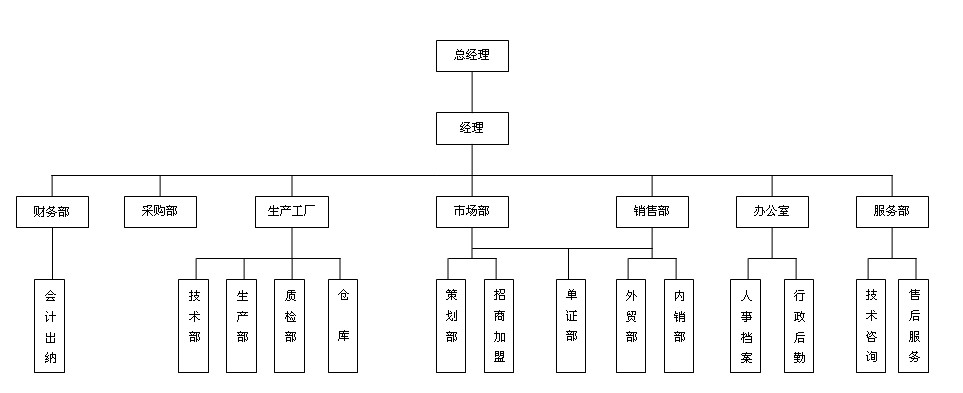 总经理
经理
财务部
采购部
生产工厂
市场部
销售部
办公室
服务部
会计出纳
技术部
生产部
质检部
仓库
策划部
招商加盟
单证部
外贸部
内销部
人事档案
行政后勤
技术咨询
售后服务